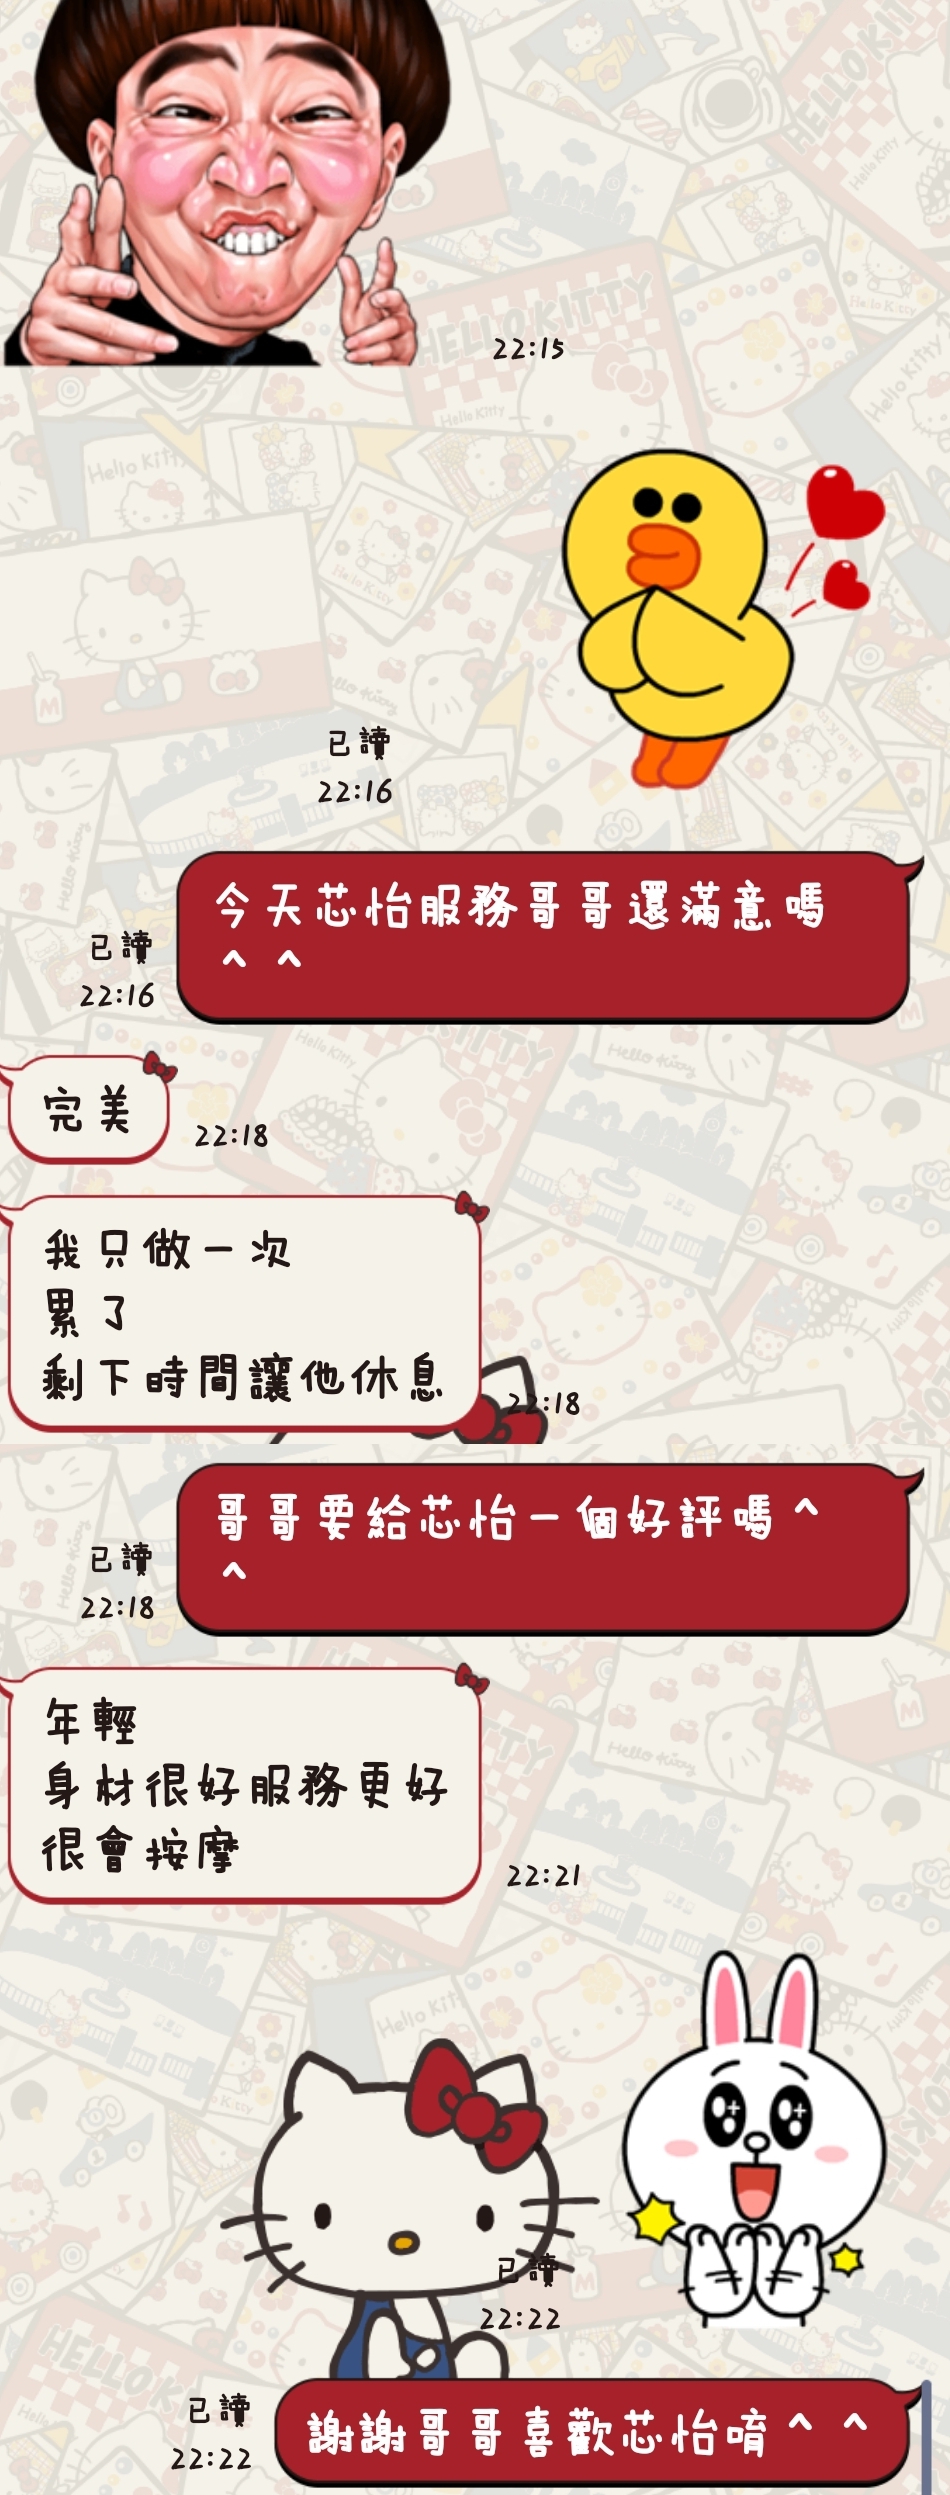 22:15
已讀
22:16
今天芯怡服務哥哥還滿意嗎
^ ^
已讀
22:16
完美
22:18
我只做一次
累了
剩下時間讓他休息
22:18
哥哥要給芯怡一個好評嗎^
^
已讀
22:18
年輕
身材很好服務更好
很會按摩
22:21
已讀
22:22
謝謝哥哥喜歡芯怡唷^ ^
已讀
22:22
HELLO KITTY
Hello Kitty